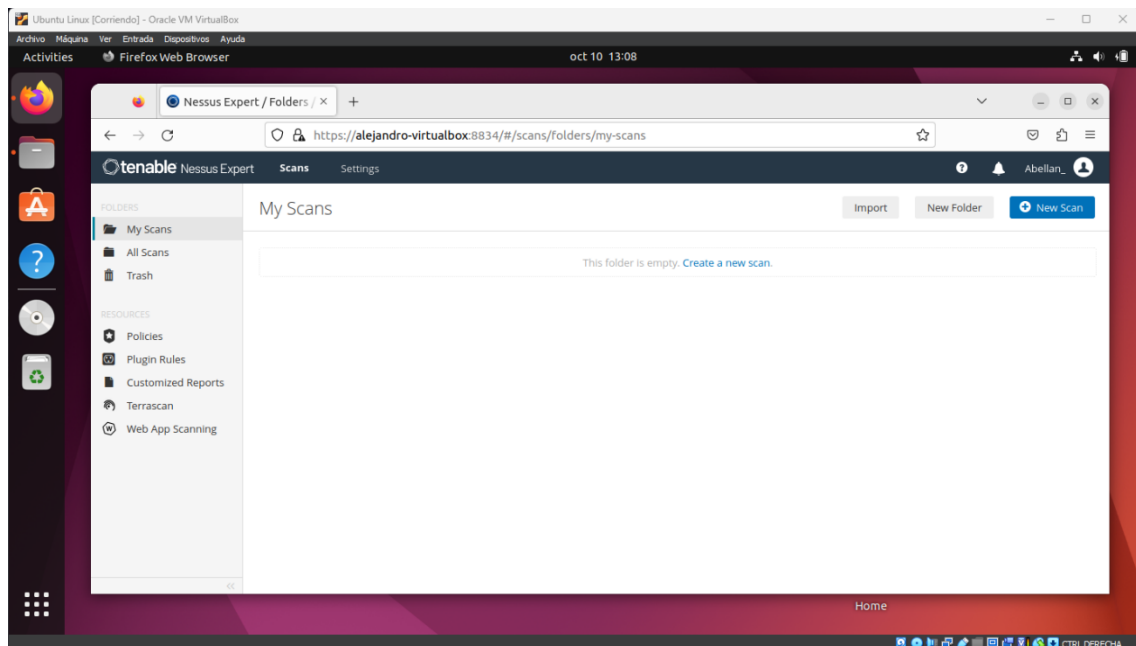 Ubuntu Linux [Corriendo] - Oracle VM VirtualBox
Archivo Máquina Ver Entrada Dispositivos Ayuda
Activities Firefox Web Browser oct 10 13:08
Nessus Expert / Folders /
https://alejandro-virtualbox:8834/#/scans/folders/my-scans
tenable Nessus Expert Scans Settings Abellan_
FOLDERS
My Scans
All Scans
Trash
RESOURCES
Policies
Plugin Rules
Customized Reports
Terrascan
Web App Scanning
My Scans Import New Folder New Scan
This folder is empty. Create a new scan.
Home
CTRL DERECHA